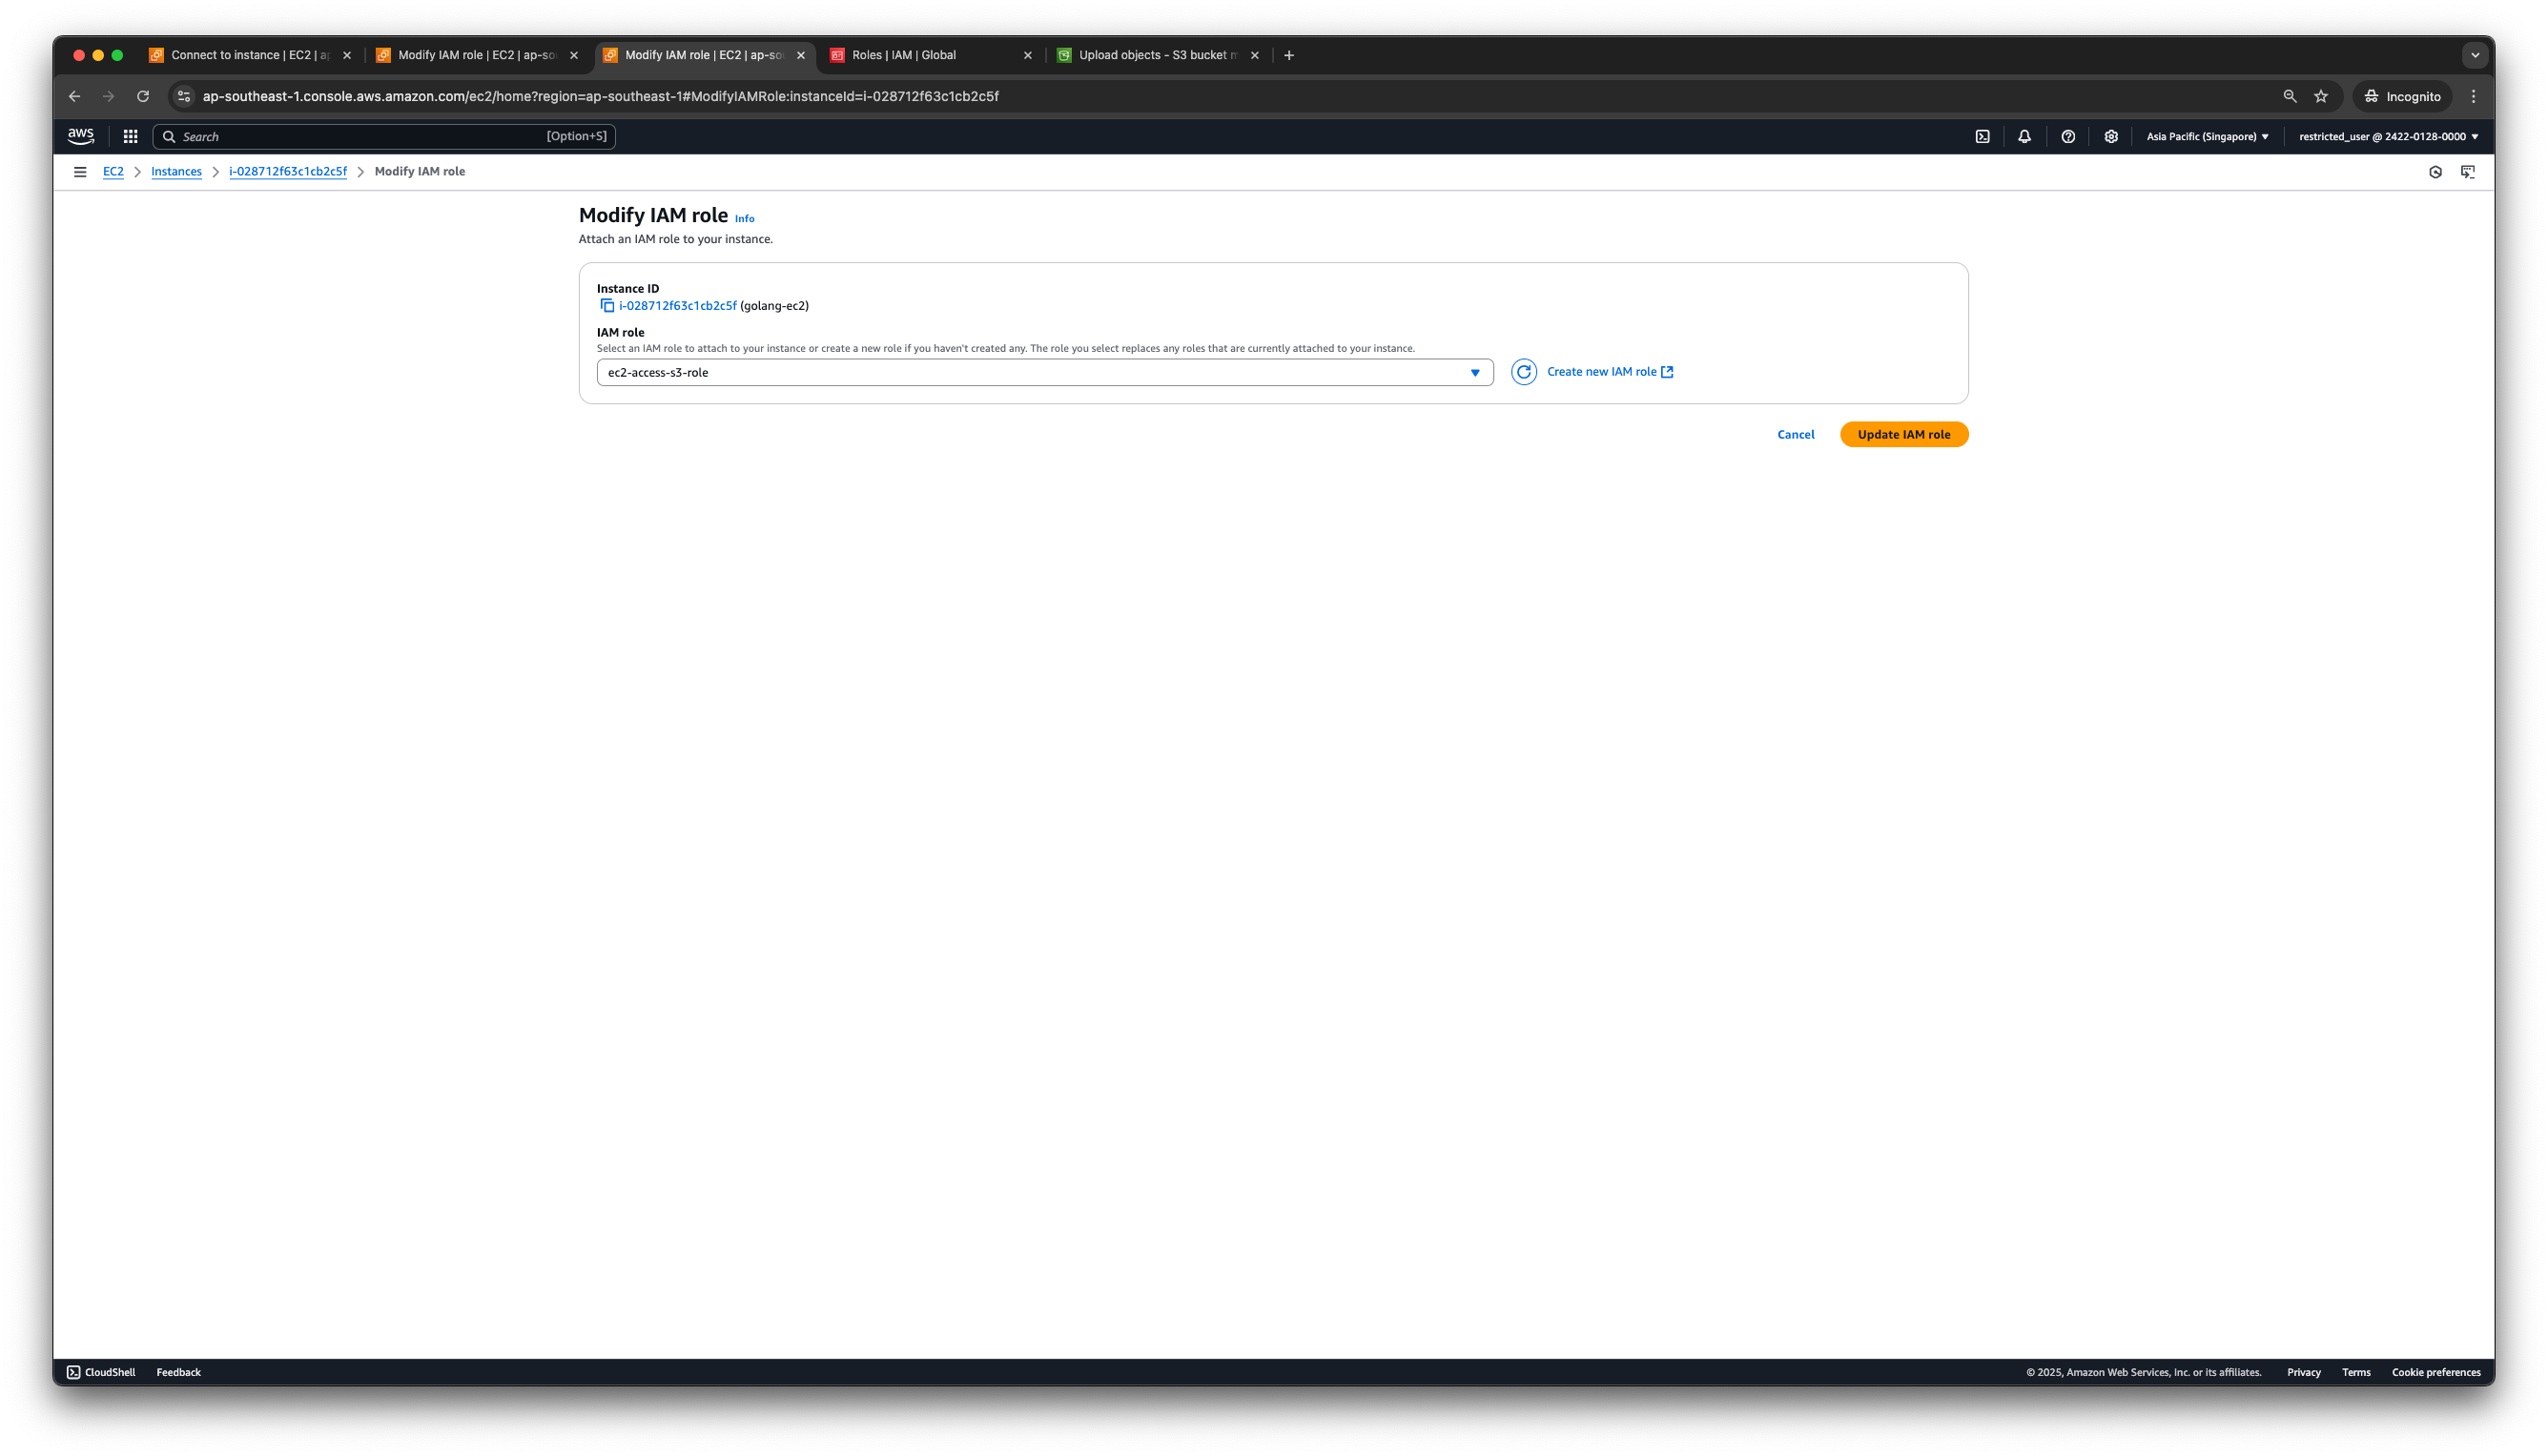 Connect to instance | EC2 | ap
Modify IAM role | EC2 | ap-so
Modify IAM role | EC2 | ap-so
Roles | IAM | Global
Upload objects - S3 bucket m
ap-southeast-1.console.aws.amazon.com/ec2/home?region=ap-southeast-1#ModifyIAMRole:instanceId=i-028712f63c1cb2c5f
Incognito
aws
Search
[Option+S]
Asia Pacific (Singapore)
restricted_user @ 2422-0128-0000
EC2 > Instances > i-028712f63c1cb2c5f > Modify IAM role
Modify IAM role Info
Attach an IAM role to your instance.
Instance ID
i-028712f63c1cb2c5f (golang-ec2)
IAM role
Select an IAM role to attach to your instance or create a new role if you haven't created any. The role you select replaces any roles that are currently attached to your instance.
ec2-access-s3-role
Create new IAM role
Cancel
Update IAM role
CloudShell
Feedback
© 2025, Amazon Web Services, Inc. or its affiliates.
Privacy
Terms
Cookie preferences